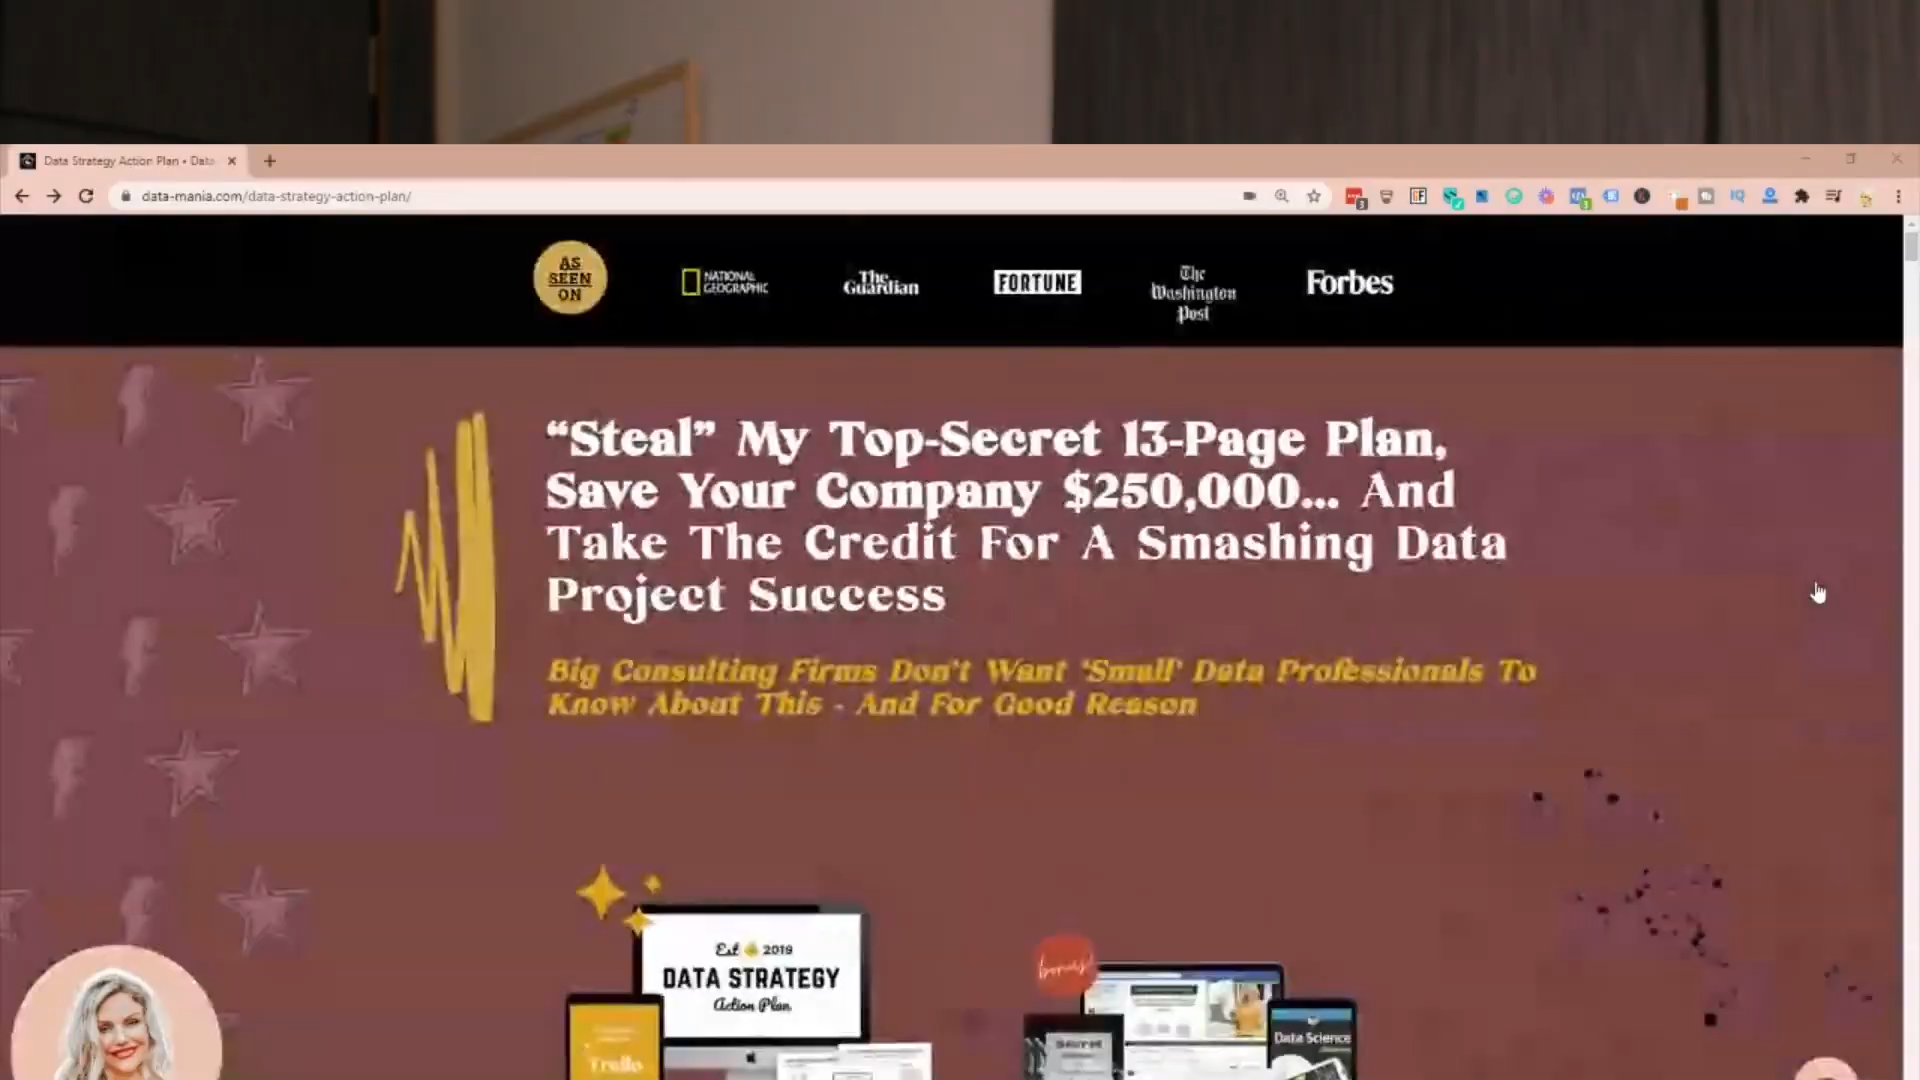 Data Strategy Action Plan • Data
data-mania.com/data-strategy-action-plan/
AS
SEEN
ON
NATIONAL
GEOGRAPHIC
The
Guardian
FORTUNE
The
Washington
Post
Forbes
“Steal” My Top-Secret 13-Page Plan,
Save Your Company $250,000... And
Take The Credit For A Smashing Data
Project Success
Big Consulting Firms Don't Want 'Small' Data Professionals To
Know About This - And For Good Reason
Est 2019
DATA STRATEGY
Action Plan
Trello
bonus!
Data Science